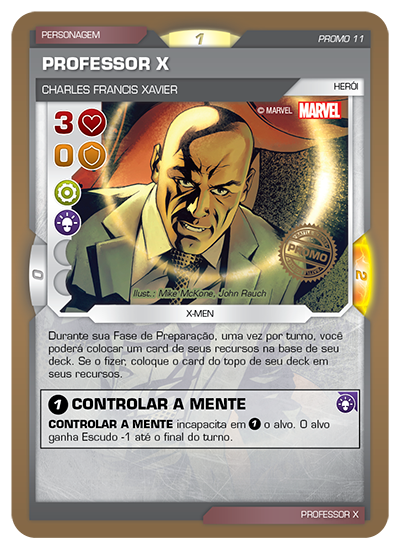 PERSONAGEM
1
PROMO 11
PROFESSOR X
CHARLES FRANCIS XAVIER
HERÓI
© MARVEL MARVEL
3
0
0
2
PROMO
Ilust.: Mike McKone, John Rauch
X-MEN
Durante sua Fase de Preparação, uma vez por turno, você
poderá colocar um card de seus recursos na base de seu
deck. Se o fizer, coloque o card do topo de seu deck em
seus recursos.
1 CONTROLAR A MENTE
CONTROLAR A MENTE incapacita em 1 o alvo. O alvo
ganha Escudo -1 até o final do turno.
PROFESSOR X